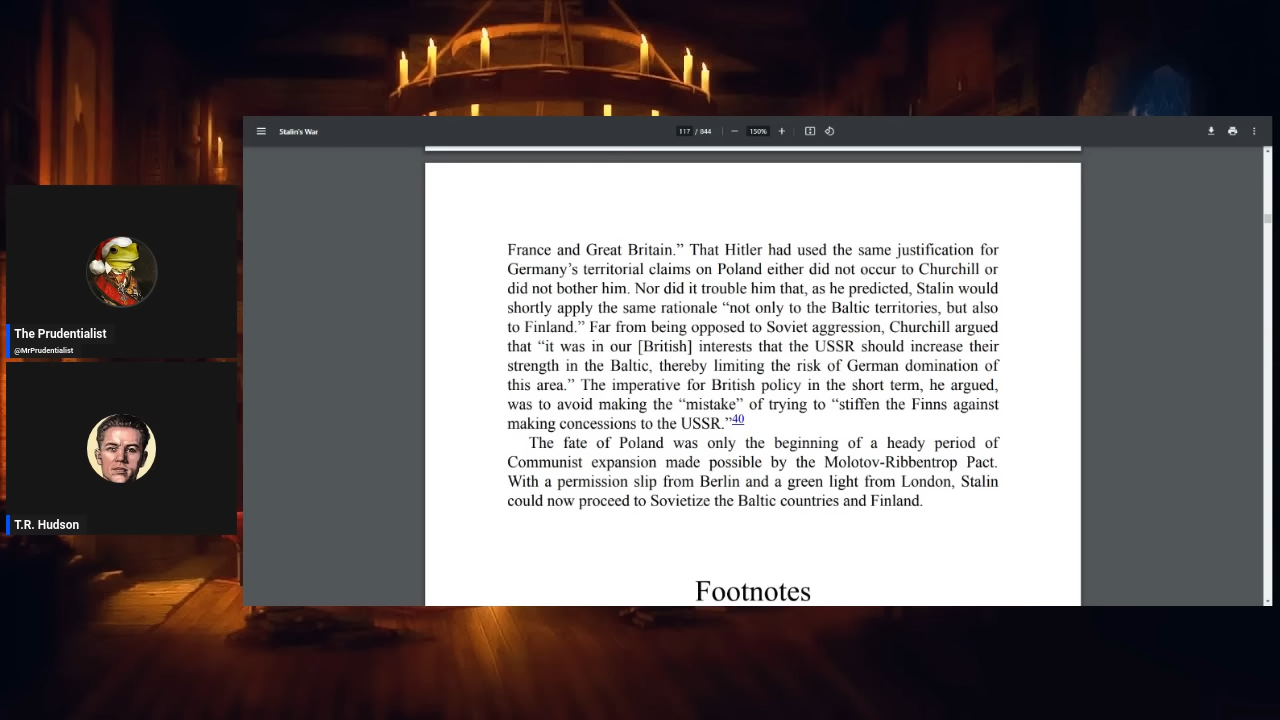 Stalin's War
117 / 844
150%
France and Great Britain.” That Hitler had used the same justification for
Germany’s territorial claims on Poland either did not occur to Churchill or
did not bother him. Nor did it trouble him that, as he predicted, Stalin would
shortly apply the same rationale “not only to the Baltic territories, but also
to Finland.” Far from being opposed to Soviet aggression, Churchill argued
that “it was in our [British] interests that the USSR should increase their
strength in the Baltic, thereby limiting the risk of German domination of
this area.” The imperative for British policy in the short term, he argued,
was to avoid making the “mistake” of trying to “stiffen the Finns against
making concessions to the USSR.”40
The fate of Poland was only the beginning of a heady period of
Communist expansion made possible by the Molotov-Ribbentrop Pact.
With a permission slip from Berlin and a green light from London, Stalin
could now proceed to Sovietize the Baltic countries and Finland.
Footnotes
The Prudentialist
@MrPrudentialist
T.R. Hudson